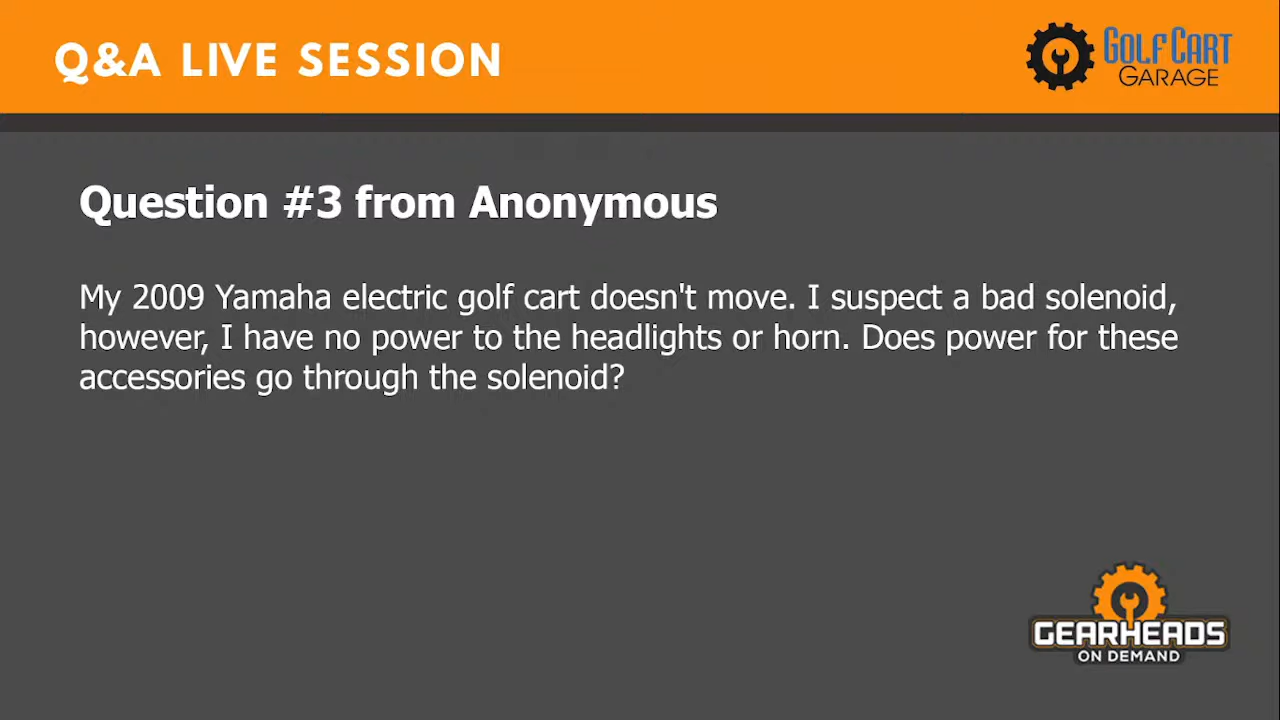 Q&A LIVE SESSION
GOLF CART
GARAGE
Question #3 from Anonymous
My 2009 Yamaha electric golf cart doesn't move. I suspect a bad solenoid,
however, I have no power to the headlights or horn. Does power for these
accessories go through the solenoid?
GEARHEADS
ON DEMAND